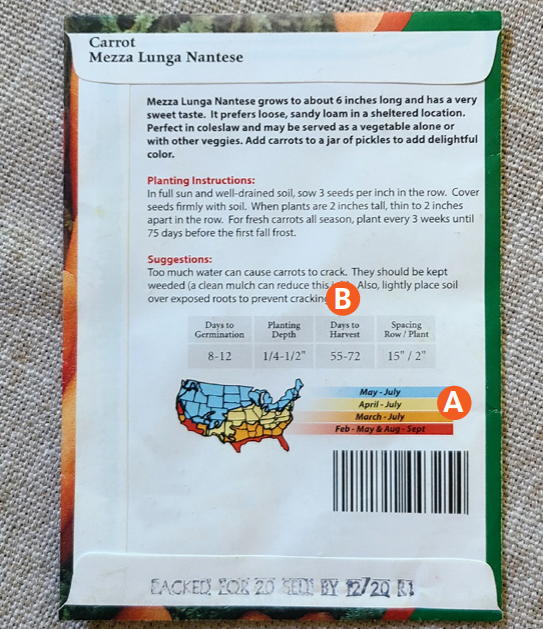 Carrot
Mezza Lunga Nantese
Mezza Lunga Nantese grows to about 6 inches long and has a very
sweet taste. It prefers loose, sandy loam in a sheltered location.
Perfect in coleslaw and may be served as a vegetable alone or
with other veggies. Add carrots to a jar of pickles to add delightful
color.
Planting Instructions:
In full sun and well-drained soil, sow 3 seeds per inch in the row. Cover
seeds firmly with soil. When plants are 2 inches tall, thin to 2 inches
apart in the row. For fresh carrots all season, plant every 3 weeks until
75 days before the first fall frost.
Suggestions:
Too much water can cause carrots to crack. They should be kept
weeded (a clean mulch can reduce this Also, lightly place soil
over exposed roots to prevent cracking
B
Days to Planting Days to Spacing
Germination Depth Harvest Row / Plant
8-12 1/4-1/2" 55-72 15" / 2"
May - July
April - July
A
March - July
Feb - May & Aug - Sept
PACKED FOR 20 SELL BY 12/20 R1